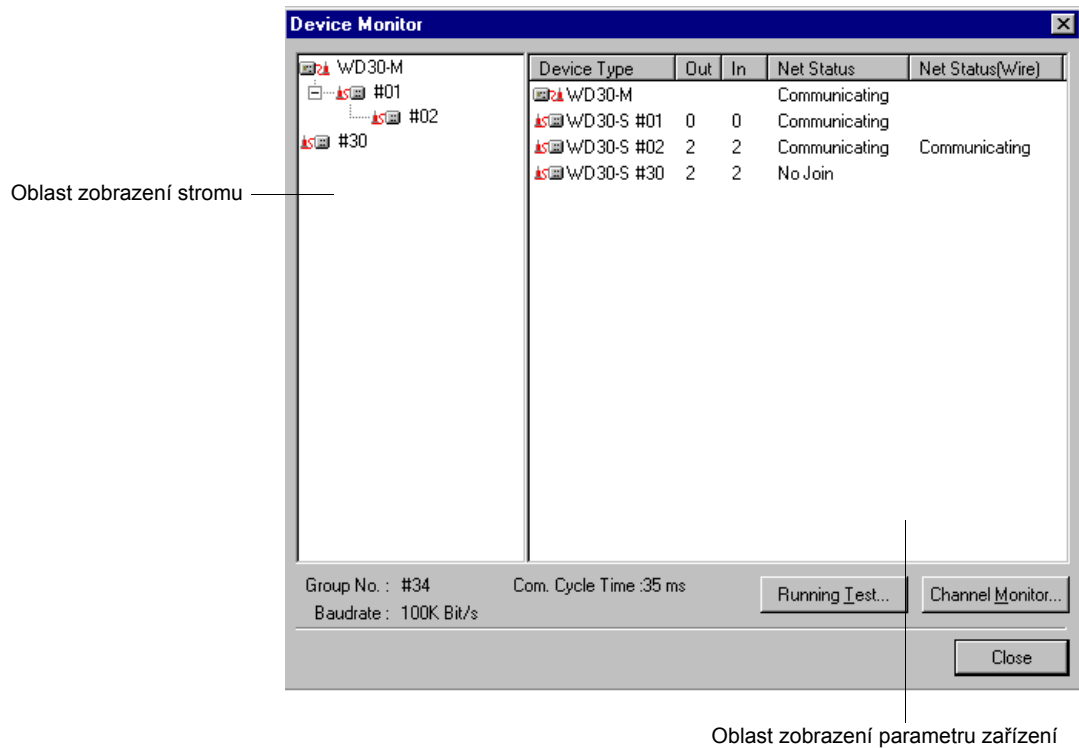 Device Monitor
WD30-M
#01
#02
#30
Oblast zobrazení stromu
Device Type Out In Net Status Net Status(Wire)
WD30-M Communicating
WD30-S #01 0 0 Communicating
WD30-S #02 2 2 Communicating Communicating
WD30-S #30 2 2 No Join
Group No. : #34 Com. Cycle Time :35 ms
Baudrate : 100K Bit/s
Running Test... Channel Monitor...
Close
Oblast zobrazení parametru zařízení